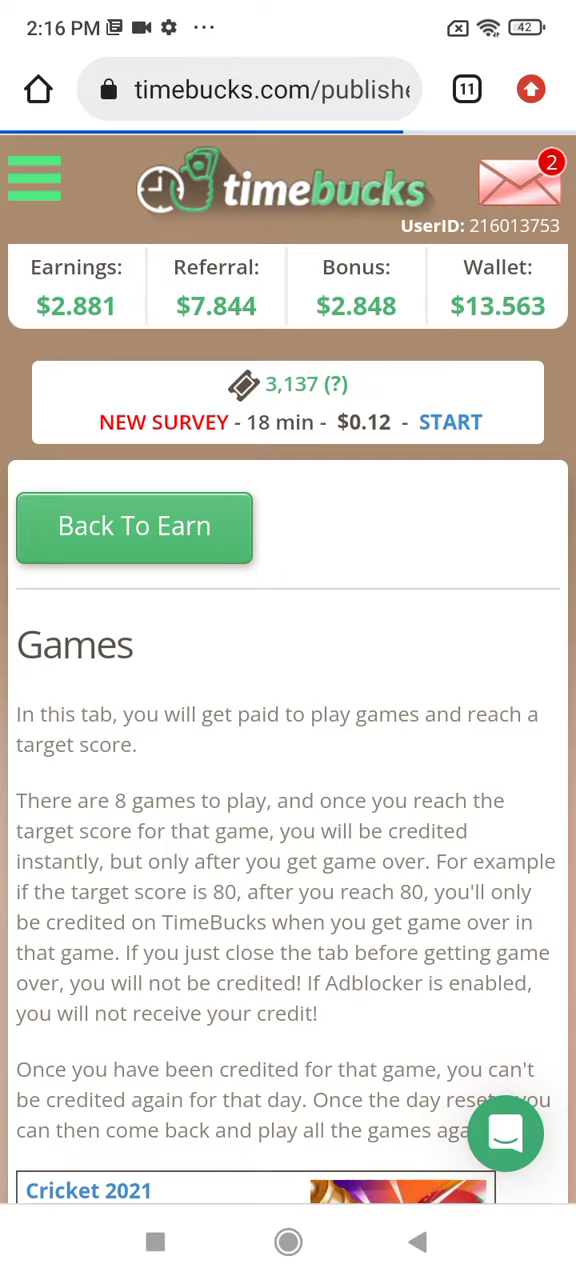 2:16 PM
42
timebucks.com/publishe
11
timebucks
2
UserID: 216013753
Earnings: Referral: Bonus: Wallet:
$2.881 $7.844 $2.848 $13.563
3,137 (?)
NEW SURVEY - 18 min - $0.12 - START
Back To Earn
Games
In this tab, you will get paid to play games and reach a
target score.
There are 8 games to play, and once you reach the
target score for that game, you will be credited
instantly, but only after you get game over. For example
if the target score is 80, after you reach 80, you'll only
be credited on TimeBucks when you get game over in
that game. If you just close the tab before getting game
over, you will not be credited! If Adblocker is enabled,
you will not receive your credit!
Once you have been credited for that game, you can't
be credited again for that day. Once the day resets you
can then come back and play all the games aga
Cricket 2021